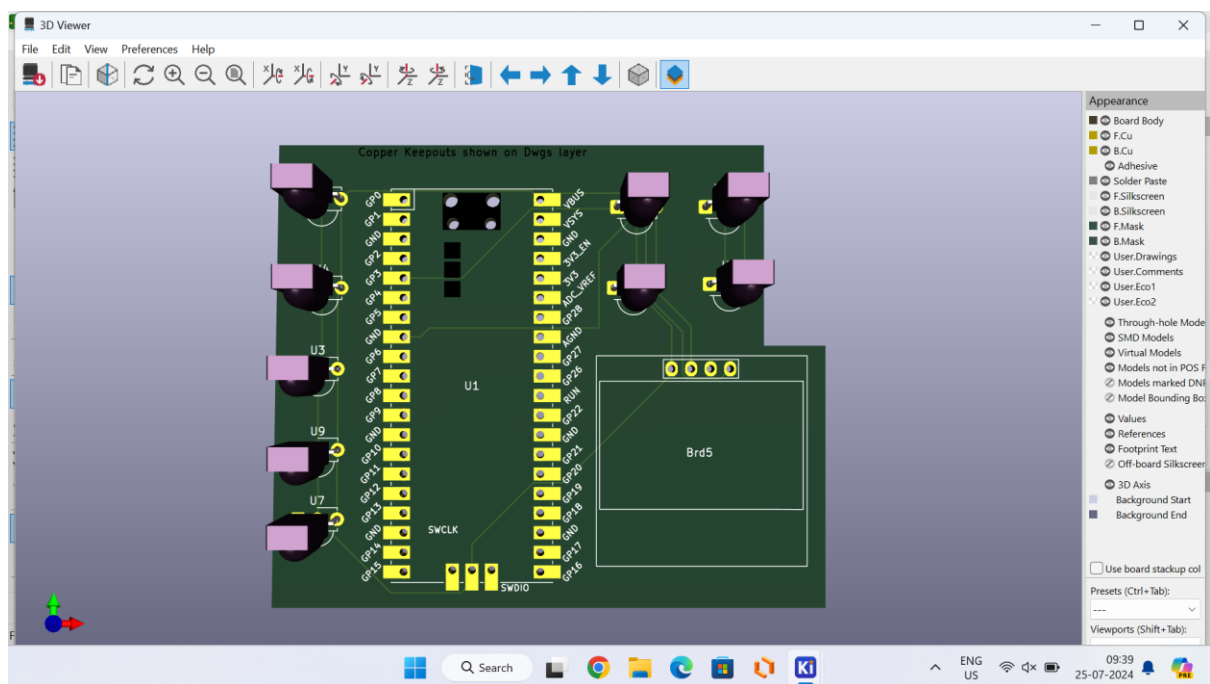 3D Viewer
File Edit View Preferences Help
Copper Keepouts shown on Dwgs layer
GP0
GP1
GND
GP2
GP3
GP4
GP5
GND
GP6
GP7
GP8
GP9
GND
GP10
GP11
GP12
GP13
GND
GP14
GP15
VBUS
VSYS
GND
3V3_EN
3V3
ADC_VREF
GP28
AGND
GP27
GP26
RUN
GP22
GND
GP21
GP20
GP19
GP18
GND
GP17
GP16
U3
U9
U7
U1
SWCLK
SWDIO
Brd5
Appearance
Board Body
F.Cu
B.Cu
Adhesive
Solder Paste
F.Silkscreen
B.Silkscreen
F.Mask
B.Mask
User.Drawings
User.Comments
User.Eco1
User.Eco2
Through-hole Mode
SMD Models
Virtual Models
Models not in POS F
Models marked DNF
Model Bounding Bo
Values
References
Footprint Text
Off-board Silkscreen
3D Axis
Background Start
Background End
Use board stackup col
Presets (Ctrl+Tab):
---
Viewports (Shift+Tab):
Search
Ki
ENG
US
09:39
25-07-2024
PRE